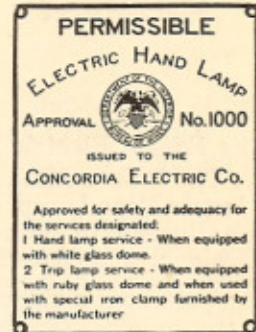 PERMISSIBLE
ELECTRIC HAND LAMP
APPROVAL No.1000
ISSUED TO THE
CONCORDIA ELECTRIC CO.
Approved for safety and adequacy for
the services designated:
1 Hand lamp service - When equipped
with white glass dome.
2 Trip lamp service - When equipped
with ruby glass dome and when used
with special iron clamp furnished by
the manufacturer